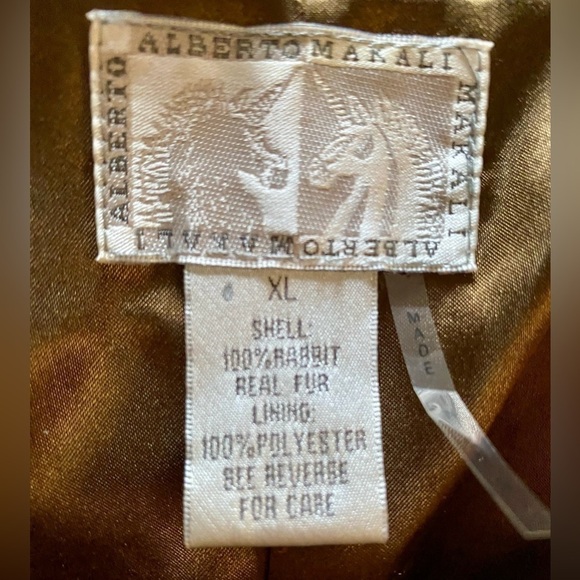 ALBERTO MAKALI
ALBERTO
MAKALI
ALBERTO MAKALI
XL
SHELL:
100% RABBIT
REAL FUR
LINING:
100% POLYESTER
SEE REVERSE
FOR CARE
MADE